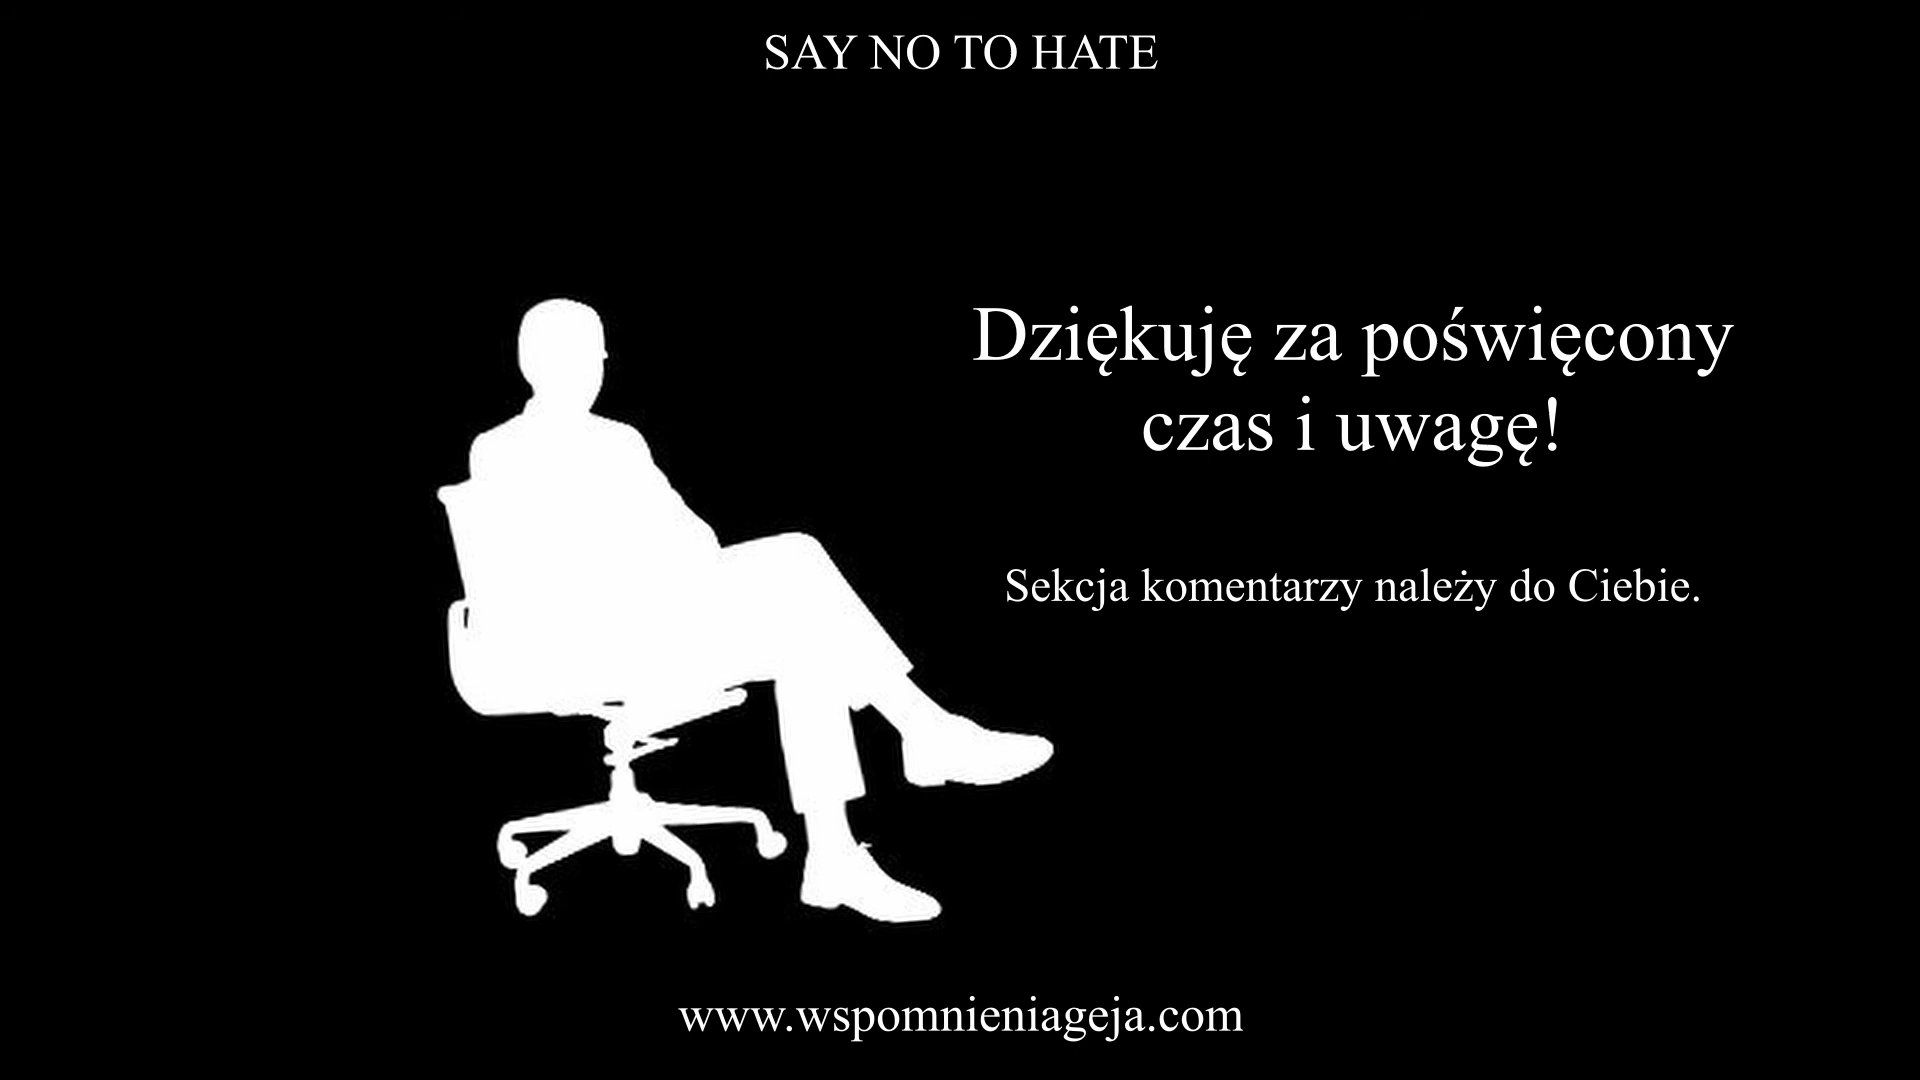 SAY NO TO HATE
Dziękuję za poświęcony
czas i uwagę!
Sekcja komentarzy należy do Ciebie.
www.wspomnieniageja.com